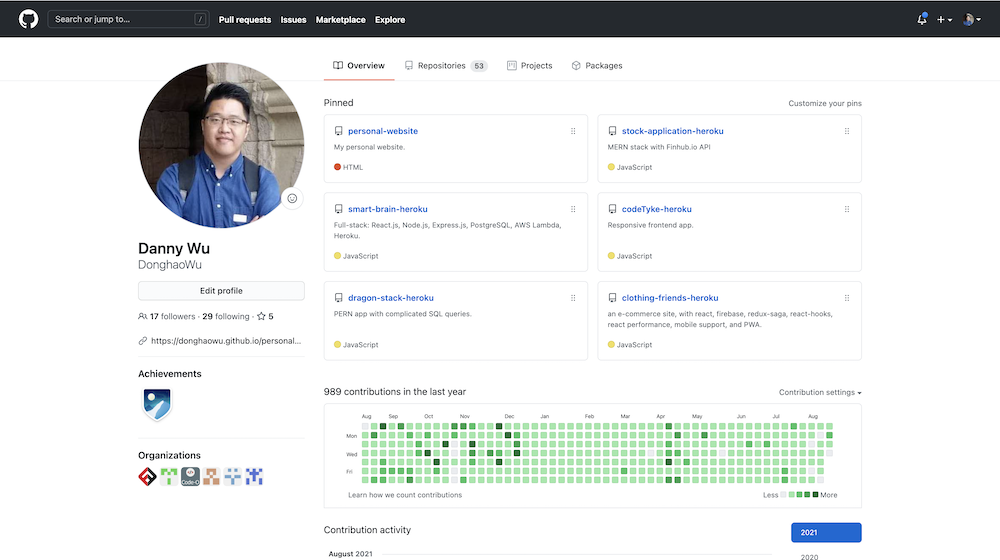 Search or jump to... /
Pull requests Issues Marketplace Explore
Overview Repositories 53 Projects Packages
Danny Wu
DonghaoWu
Edit profile
17 followers · 29 following · 5
https://donghaowu.github.io/personal...
Achievements
Organizations
Code-O
Pinned
Customize your pins
personal-website
My personal website.
HTML
stock-application-heroku
MERN stack with Finhub.io API
JavaScript
smart-brain-heroku
Full-stack: React.js, Node.js, Express.js, PostgreSQL, AWS Lambda,
Heroku.
JavaScript
codeTyke-heroku
Responsive frontend app.
JavaScript
dragon-stack-heroku
PERN app with complicated SQL queries.
JavaScript
clothing-friends-heroku
an e-commerce site, with react, firebase, redux-saga, react-hooks,
react performance, mobile support, and PWA.
JavaScript
989 contributions in the last year
Contribution settings
Aug Sep Oct Nov Dec Jan Feb Mar Apr May Jun Jul Aug
Mon
Wed
Fri
Learn how we count contributions
Less More
Contribution activity
2021
August 2021
2020